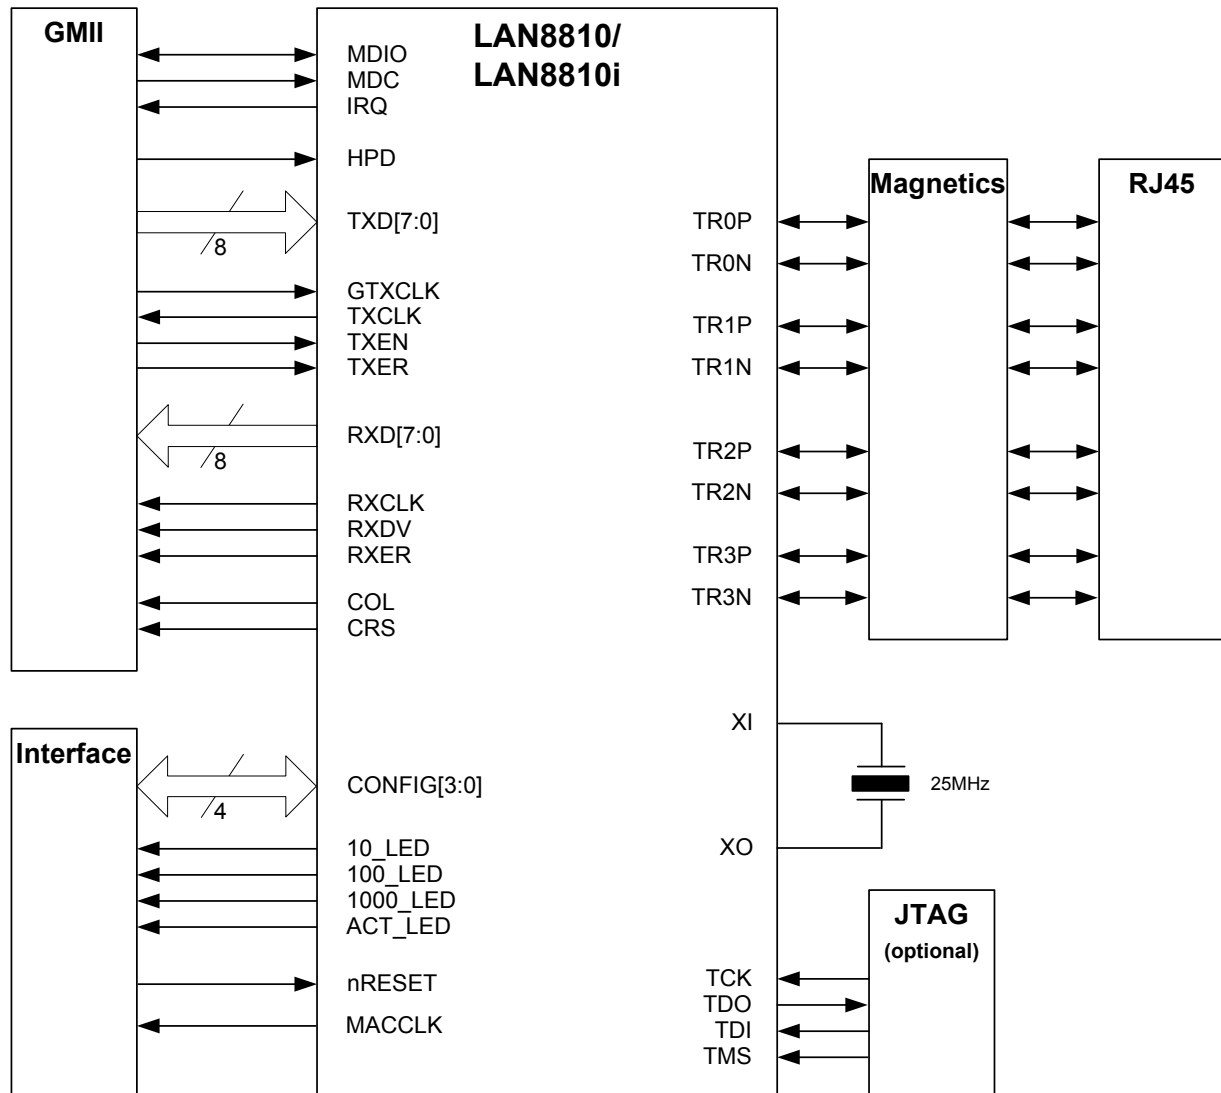 GMII
LAN8810/
LAN8810i
MDIO
MDC
IRQ
HPD
TXD[7:0]
8
GTXCLK
TXCLK
TXEN
TXER
RXD[7:0]
8
RXCLK
RXDV
RXER
COL
CRS
Magnetics
RJ45
TR0P
TR0N
TR1P
TR1N
TR2P
TR2N
TR3P
TR3N
Interface
CONFIG[3:0]
4
10_LED
100_LED
1000_LED
ACT_LED
nRESET
MACCLK
XI
25MHz
XO
JTAG
(optional)
TCK
TDO
TDI
TMS